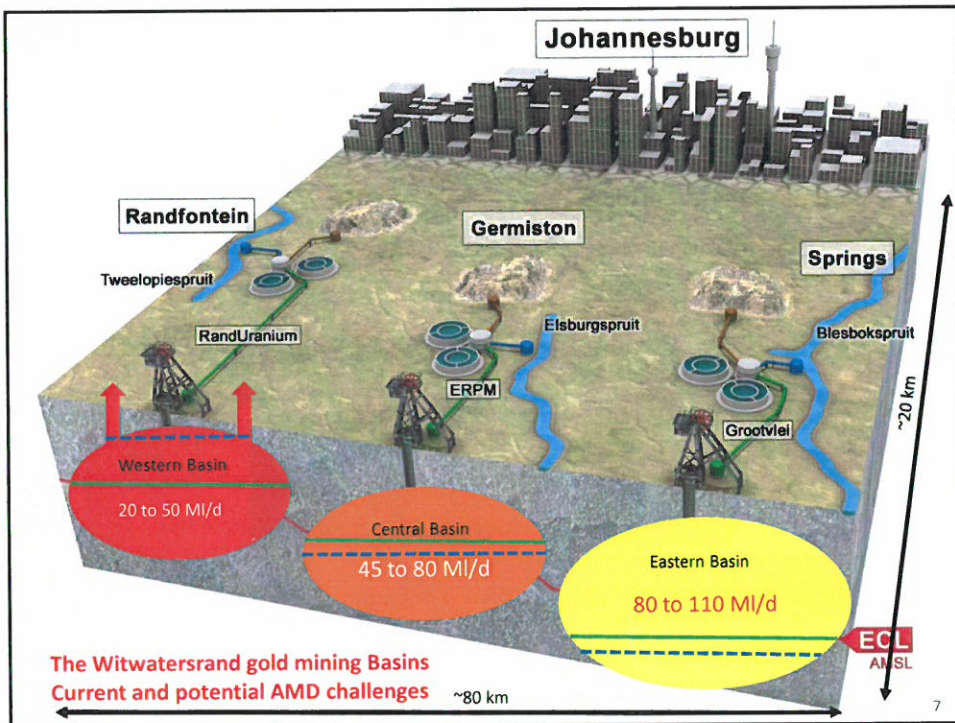 Johannesburg
Randfontein
Germiston
Springs
Tweelopiespruit
Elsburgspruit
Blesbokspruit
RandUranium
ERPM
Grootvlei
~20 km
Western Basin
20 to 50 Ml/d
Central Basin
45 to 80 Ml/d
Eastern Basin
80 to 110 Ml/d
ECL
AMSL
The Witwatersrand gold mining Basins
Current and potential AMD challenges
~80 km
7